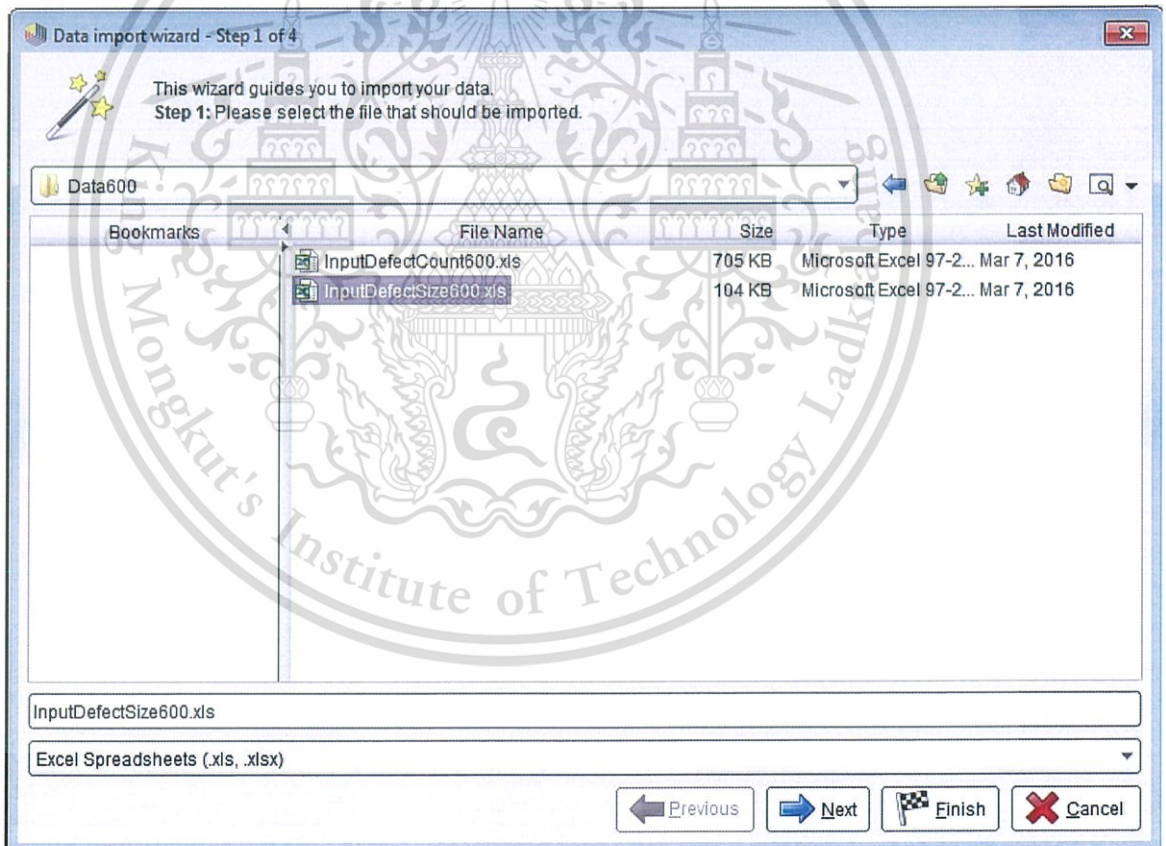 Data import wizard - Step 1 of 4
This wizard guides you to import your data.
Step 1: Please select the file that should be imported.
Data600
Bookmarks File Name Size Type Last Modified
InputDefectCount600.xls 705 KB Microsoft Excel 97-2... Mar 7, 2016
InputDefectSize600.xls 104 KB Microsoft Excel 97-2... Mar 7, 2016
InputDefectSize600.xls
Excel Spreadsheets (.xls, .xlsx)
Previous Next Finish Cancel
King Mongkut's Institute of Technology Ladkrabang